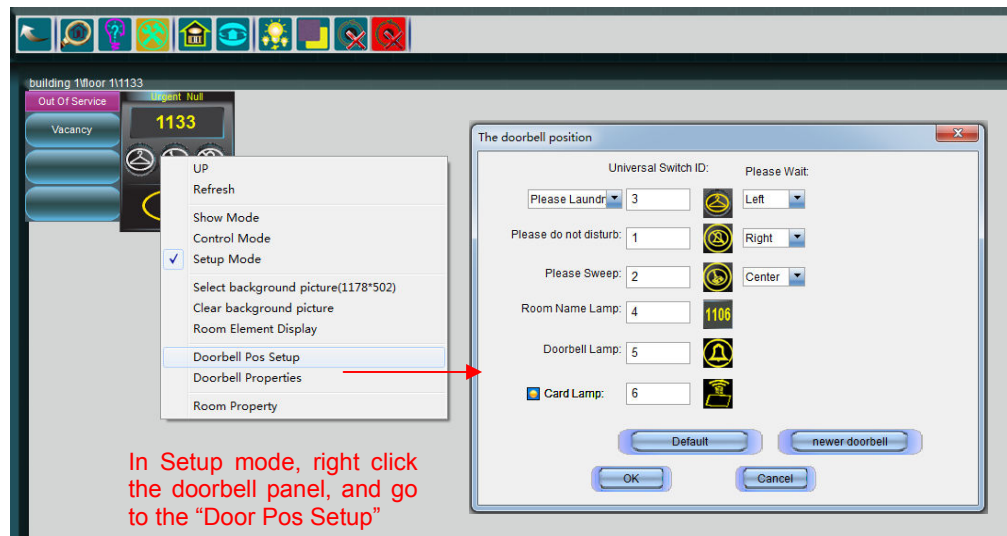 building 1\floor 1\1133
Out Of Service
Urgent Null
Vacancy
1133
UP
Refresh
Show Mode
Control Mode
Setup Mode
Select background picture(1178*502)
Clear background picture
Room Element Display
Doorbell Pos Setup
Doorbell Properties
Room Property
In Setup mode, right click
the doorbell panel, and go
to the “Door Pos Setup”
The doorbell position
Universal Switch ID: Please Wait:
Please Laundr 3 Left
Please do not disturb: 1 Right
Please Sweep: 2 Center
Room Name Lamp: 4 1106
Doorbell Lamp: 5
Card Lamp: 6
Default newer doorbell
OK Cancel